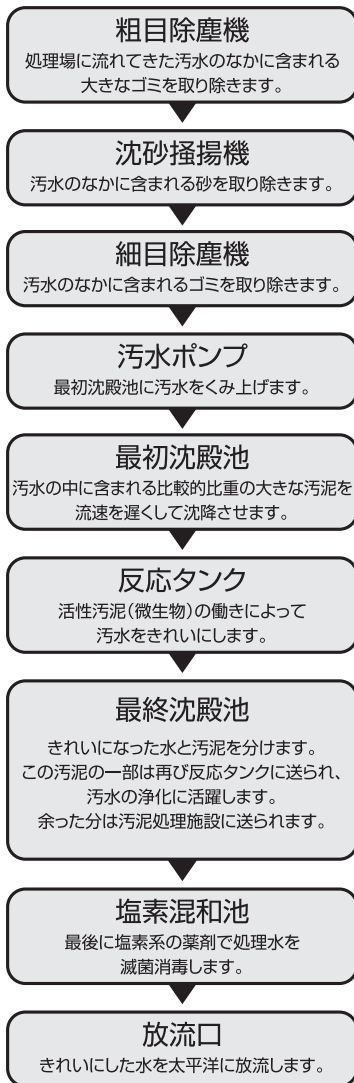 粗目除塵機
処理場に流れてきた汚水のなかに含まれる
大きなゴミを取り除きます。
沈砂掻揚機
汚水のなかに含まれる砂を取り除きます。
細目除塵機
汚水のなかに含まれるゴミを取り除きます。
汚水ポンプ
最初沈殿池に汚水をくみ上げます。
最初沈殿池
汚水の中に含まれる比較的比重の大きな汚泥を
流速を遅くして沈降させます。
反応タンク
活性汚泥(微生物)の働きによって
汚水をきれいにします。
最終沈殿池
きれいになった水と汚泥を分けます。
この汚泥の一部は再び反応タンクに送られ、
汚水の浄化に活躍します。
余った分は汚泥処理施設に送られます。
塩素混和池
最後に塩素系の薬剤で処理水を
滅菌消毒します。
放流口
きれいにした水を太平洋に放流します。